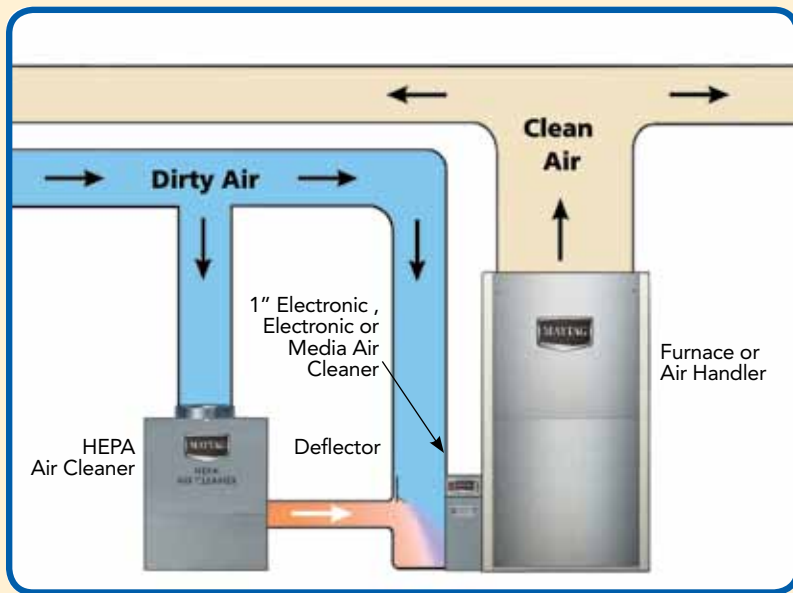 Clean
Air
Dirty Air
1” Electronic ,
Electronic or
Media Air
Cleaner
MAYTAG
Furnace or
Air Handler
HEPA
Air Cleaner
MAYTAG
HEPA
AIR CLEANER
Deflector